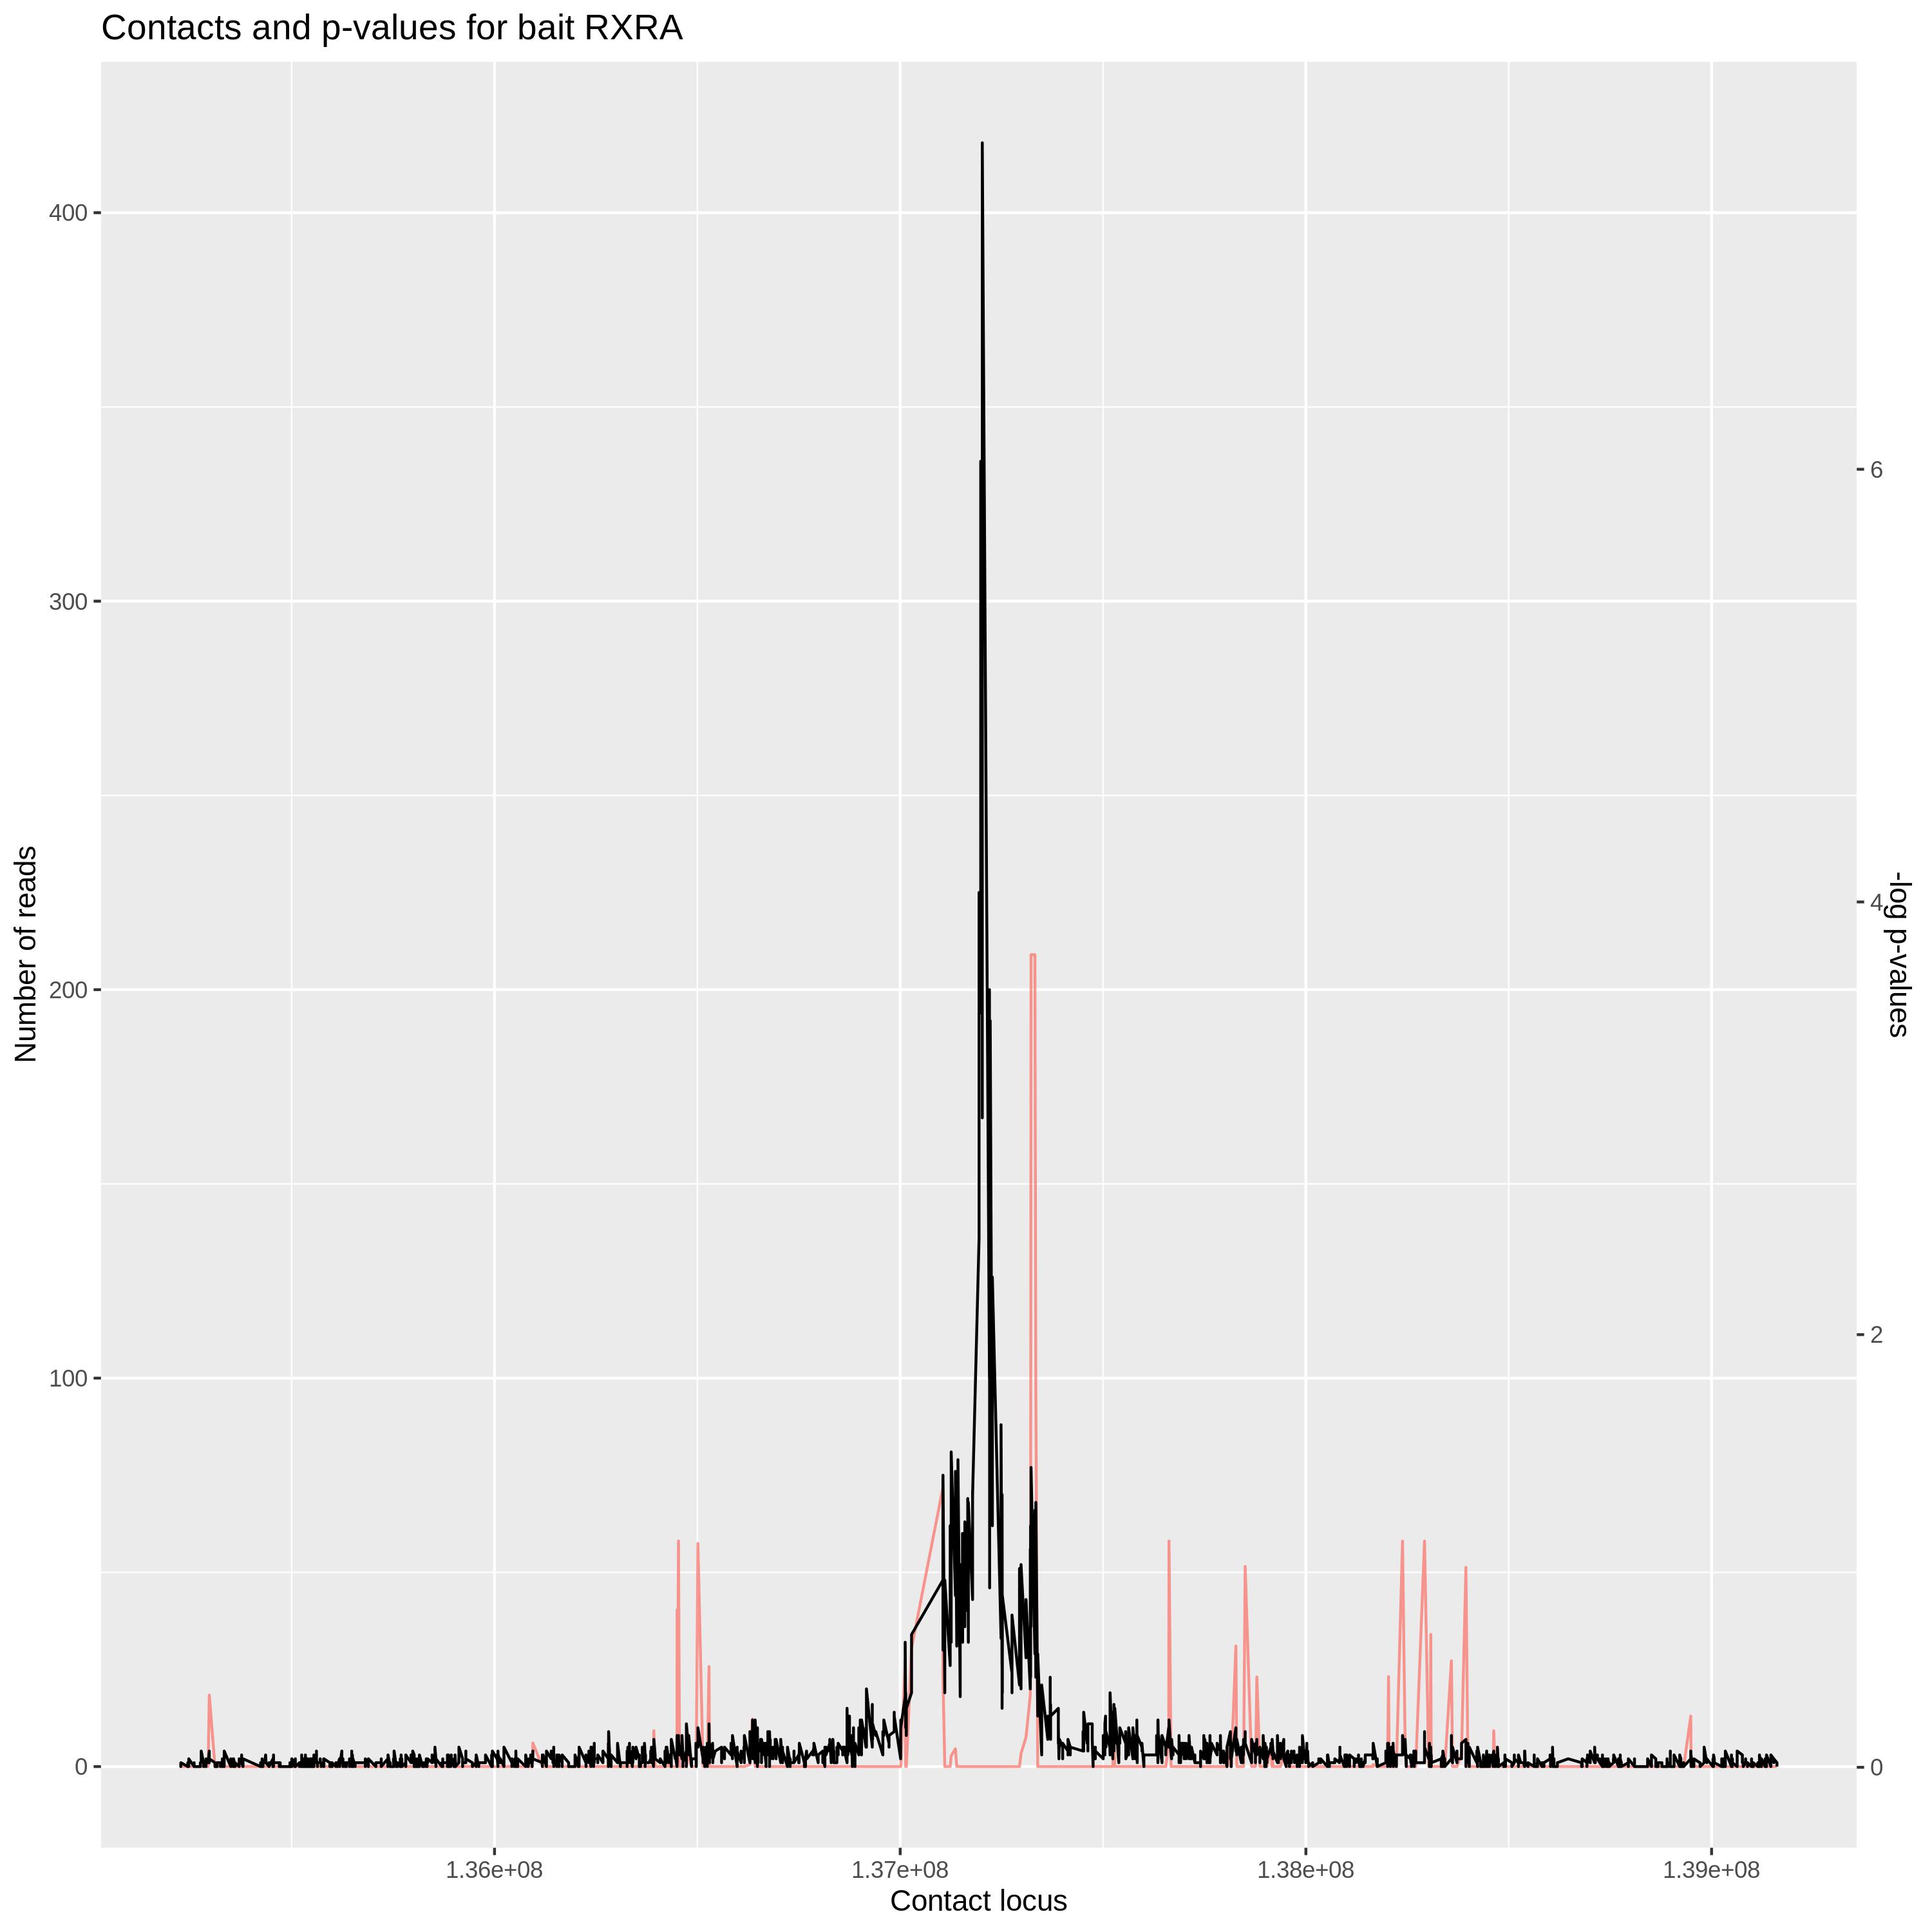 Contacts and p-values for bait RXRA
400
300
200
100
0
Number of reads
6
4
2
0
-log p-values
1.36e+08
1.37e+08
1.38e+08
1.39e+08
Contact locus